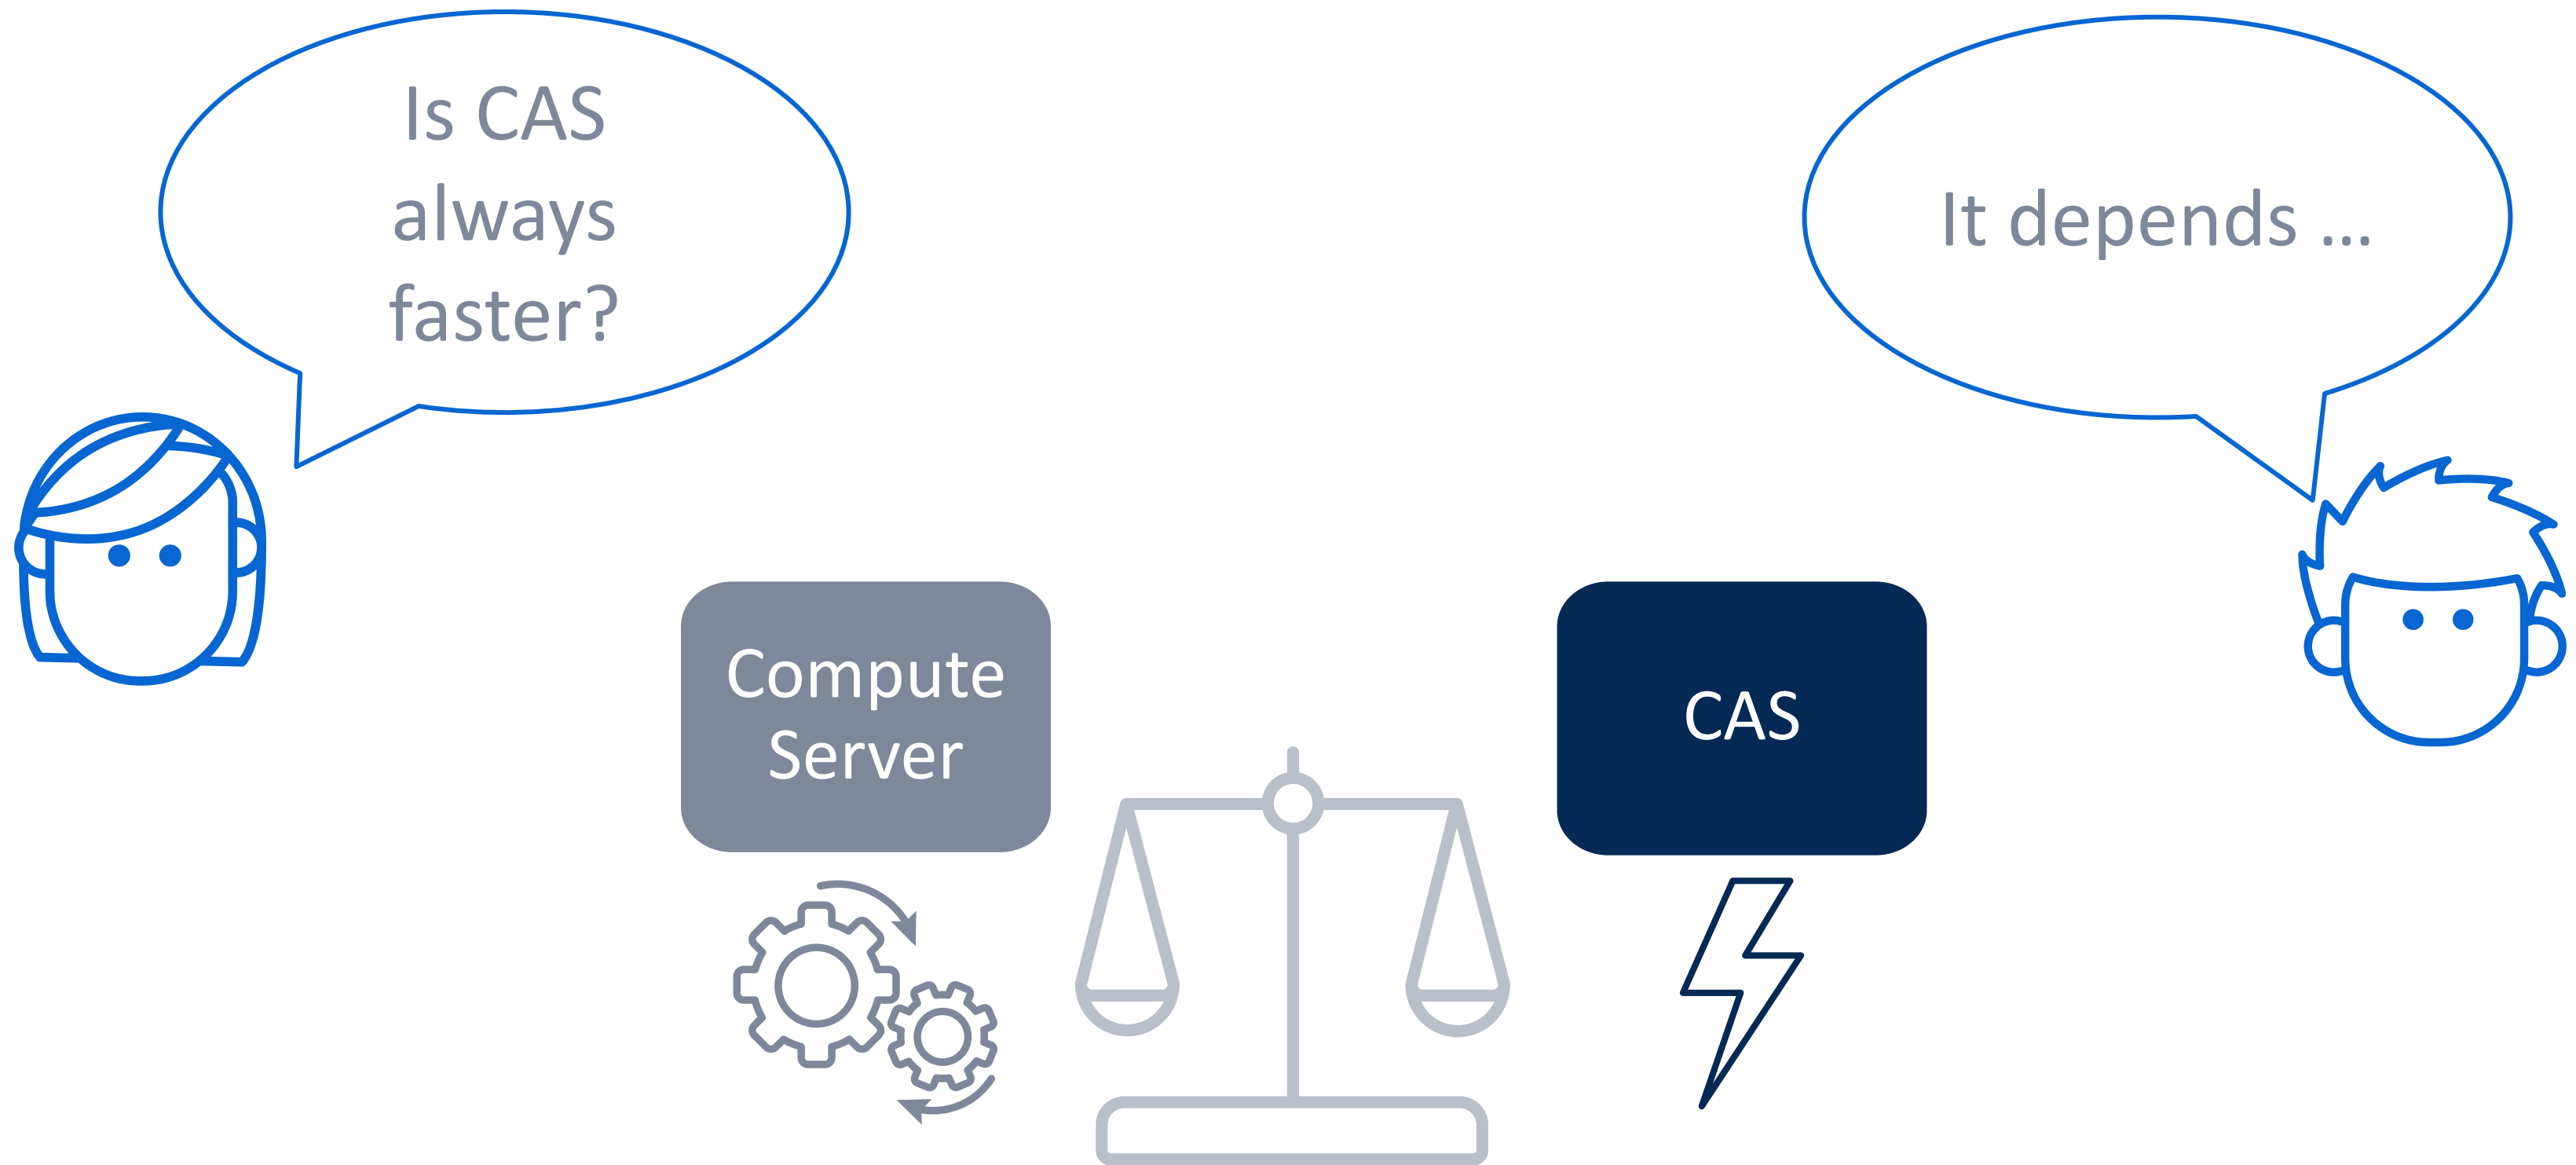 Is CAS
always
faster?
It depends ...
Compute
Server
CAS